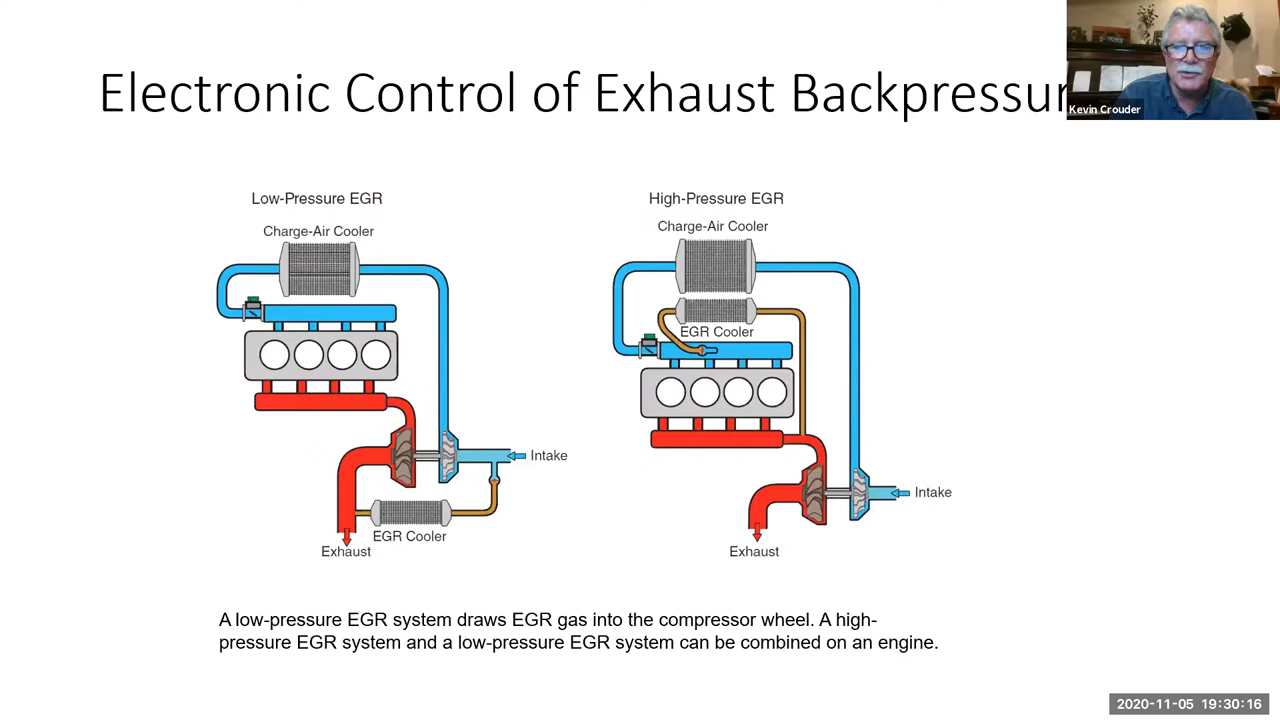 Electronic Control of Exhaust Backpressur
Kevin Crouder
Low-Pressure EGR
Charge-Air Cooler
Intake
EGR Cooler
Exhaust
High-Pressure EGR
Charge-Air Cooler
EGR Cooler
Intake
Exhaust
A low-pressure EGR system draws EGR gas into the compressor wheel. A high-
pressure EGR system and a low-pressure EGR system can be combined on an engine.
2020-11-05 19:30:16